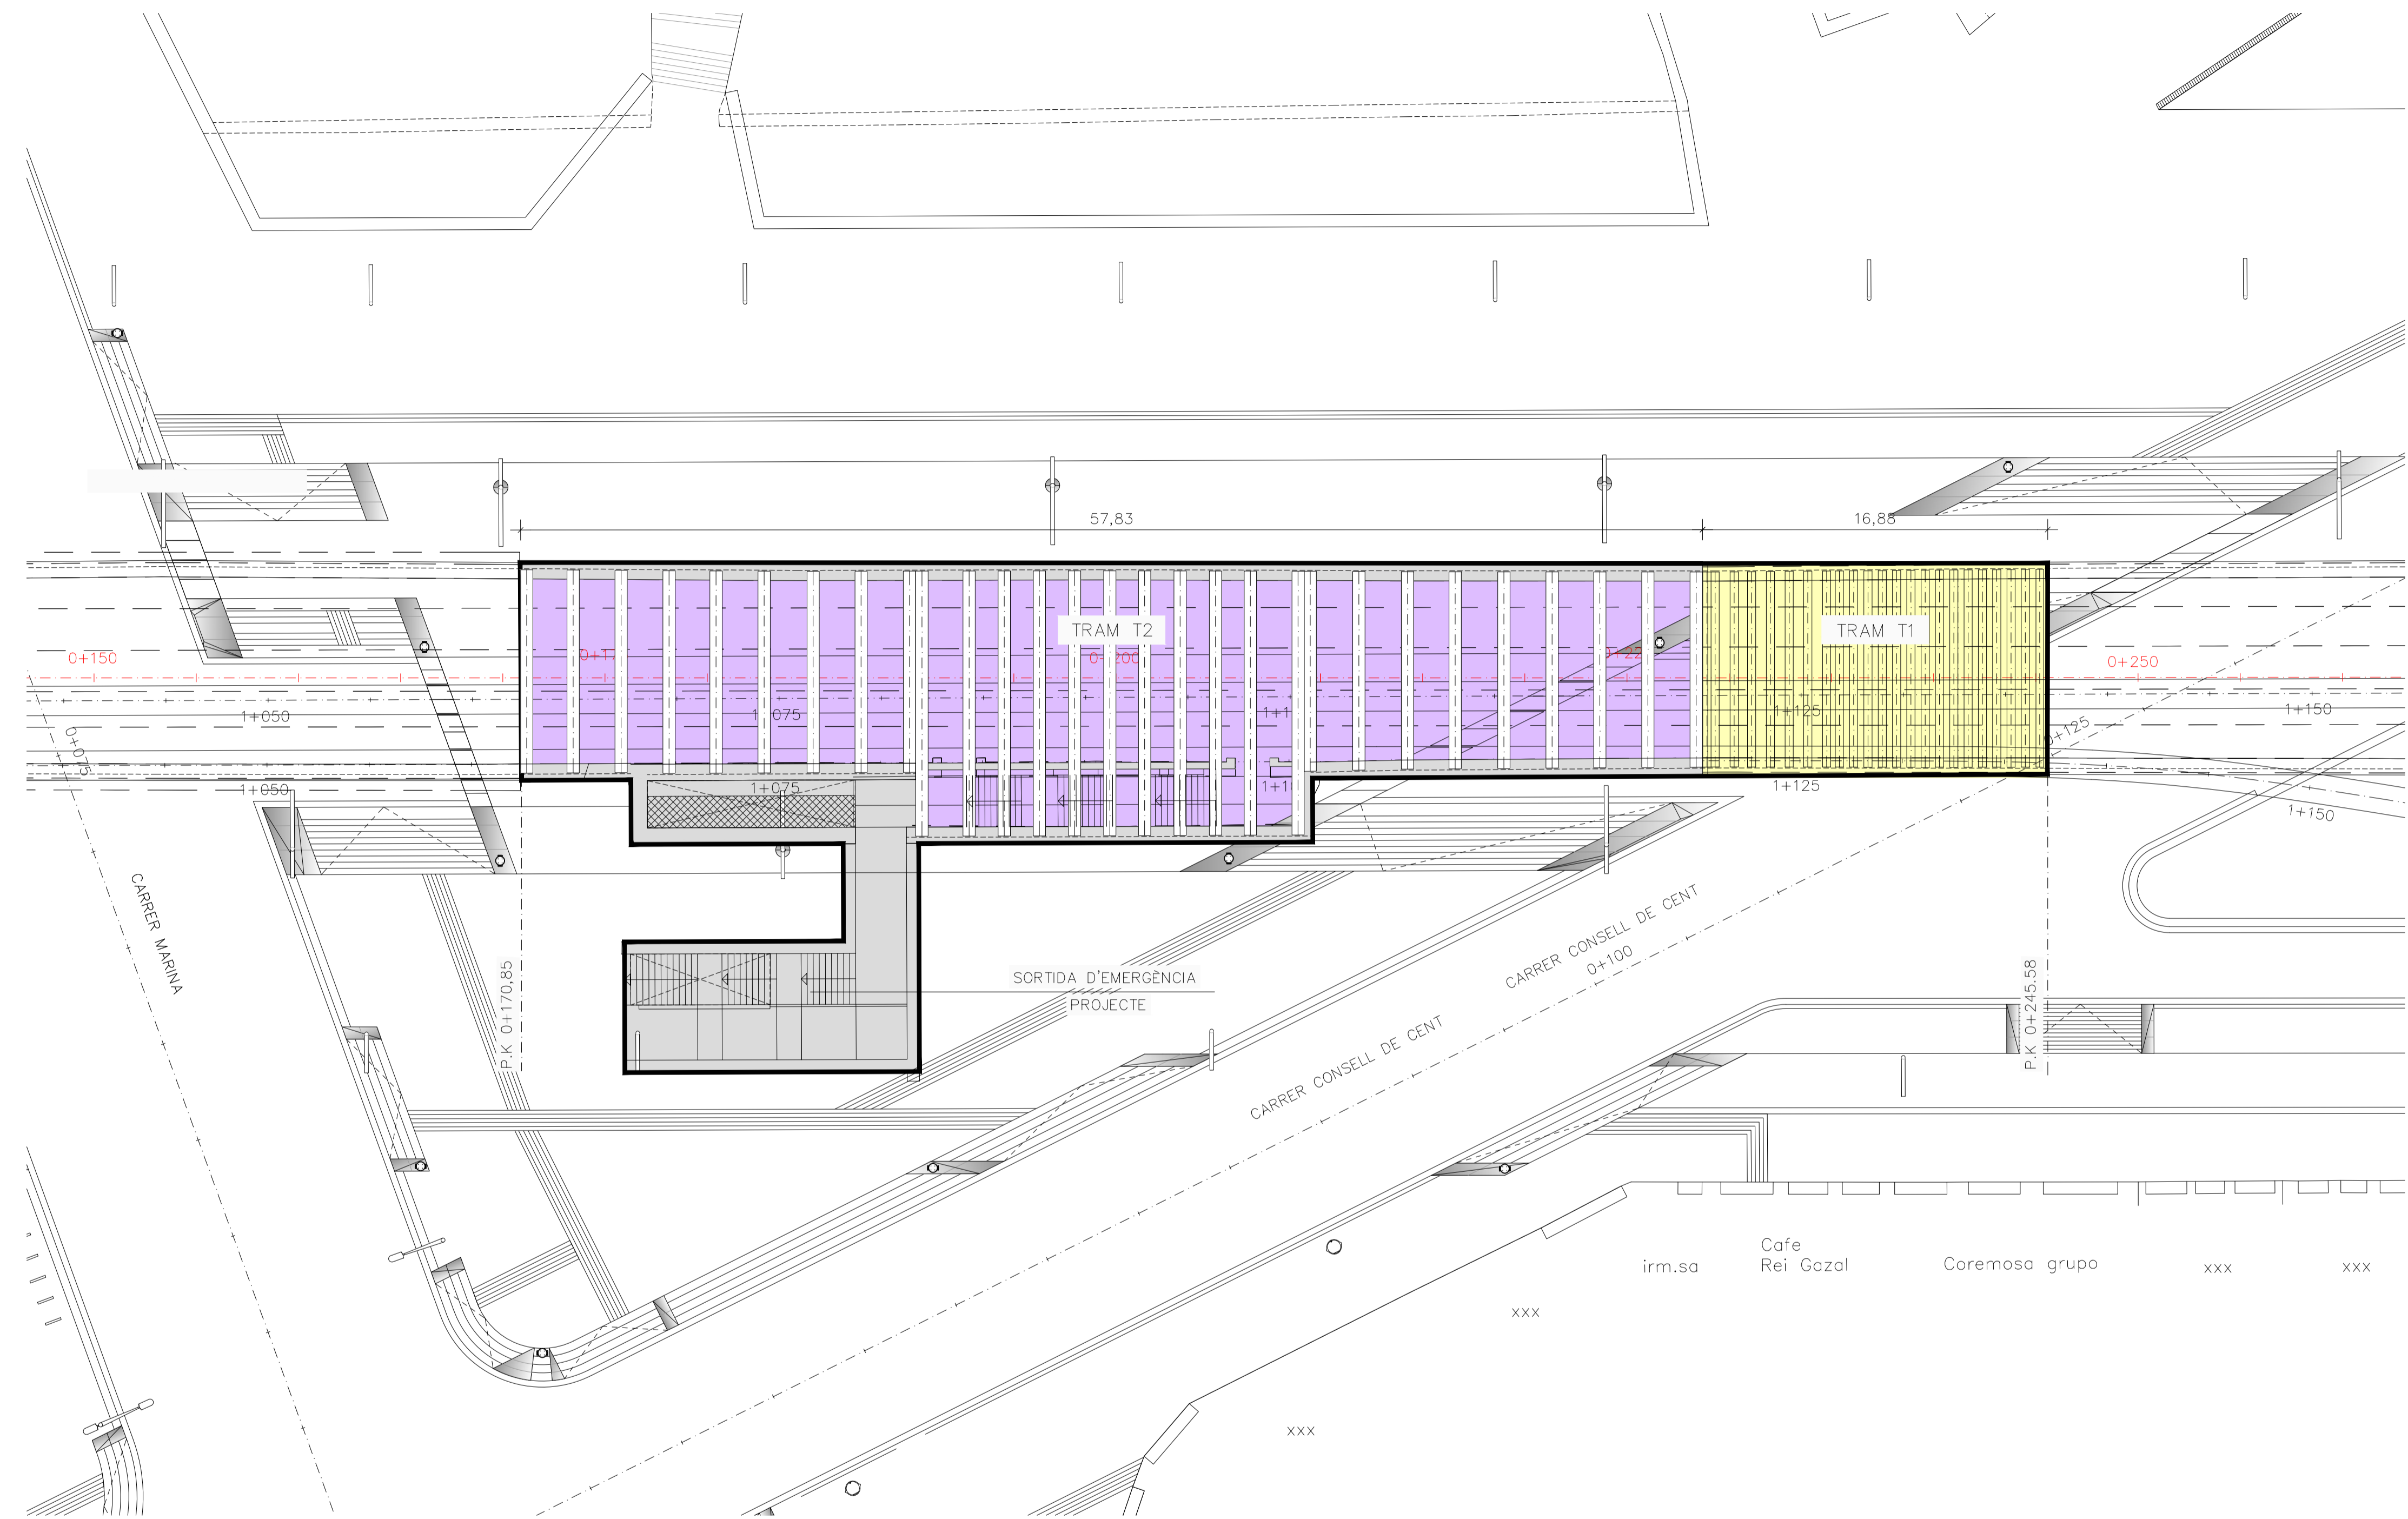 57,83
16,88
TRAM T2
TRAM T1
0+150
0+250
1+050
1+125
1+150
0+075
0+125
1+050
1+075
1+125
1+150
CARRER MARINA
P.K 0+170,85
SORTIDA D'EMERGÈNCIA
PROJECTE
CARRER CONSELL DE CENT
0+100
CARRER CONSELL DE CENT
P.K 0+245.58
irm.sa
Cafe
Rei Gazal
Coremosa grupo
xxx
xxx
xxx
xxx